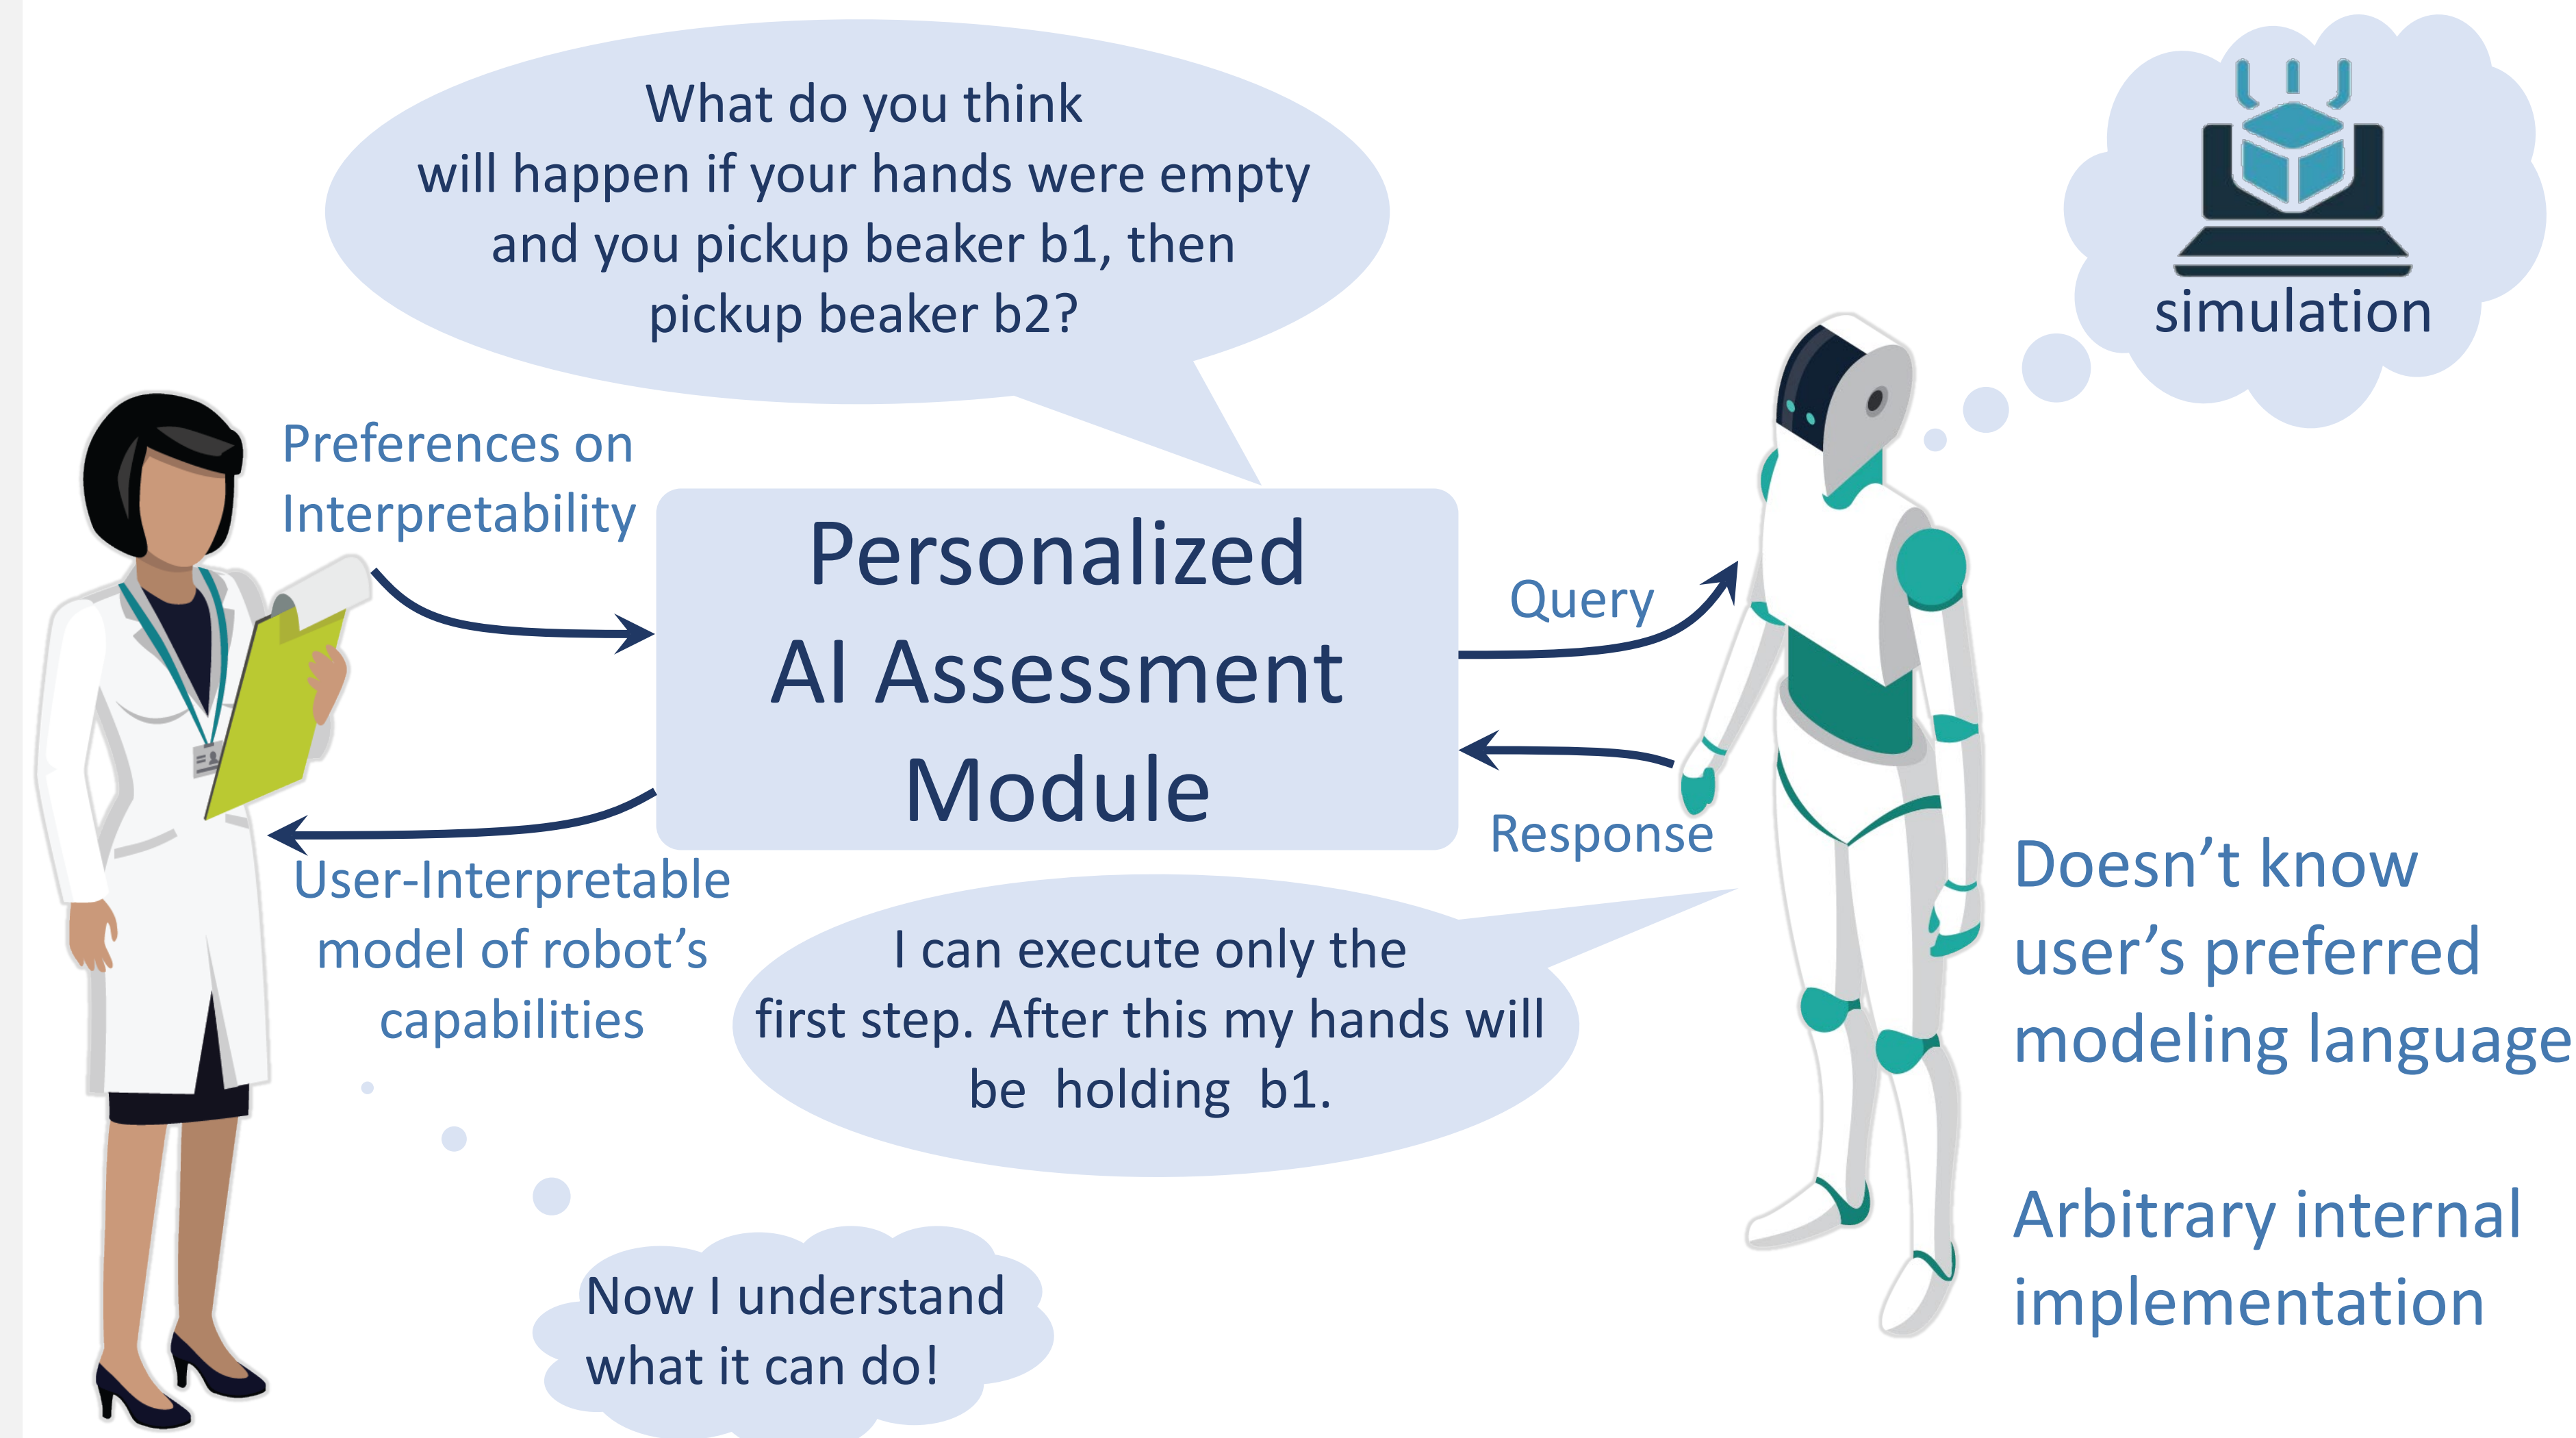 What do you think
will happen if your hands were empty
and you pickup beaker b1, then
pickup beaker b2?
simulation
Preferences on
Interpretability
Personalized
AI Assessment
Module
Query
Response
User-Interpretable
model of robot’s
capabilities
I can execute only the
first step. After this my hands will
be holding b1.
Doesn’t know
user’s preferred
modeling language
Arbitrary internal
implementation
Now I understand
what it can do!